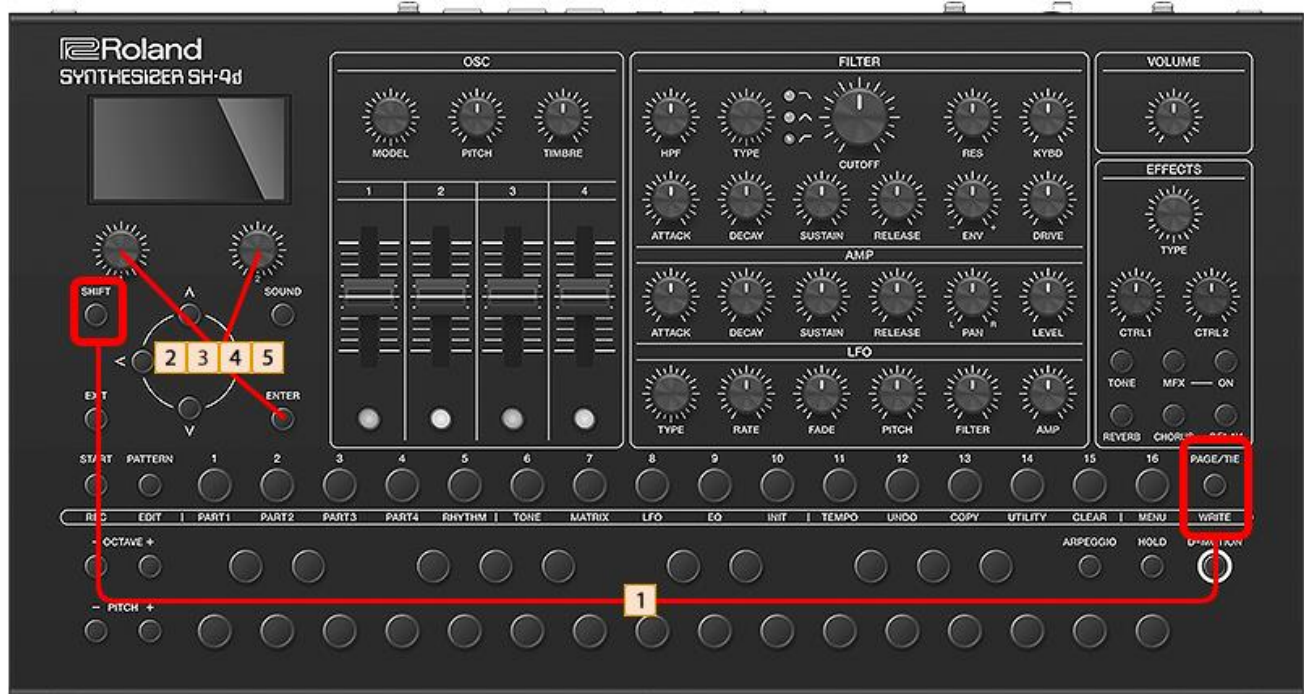 Roland
SYNTHESIZER SH-4d
OSC
MODEL PITCH TIMBRE
1 2 3 4
FILTER
HPF TYPE CUTOFF RES KYBD
ATTACK DECAY SUSTAIN RELEASE - ENV + DRIVE
AMP
ATTACK DECAY SUSTAIN RELEASE L PAN R LEVEL
LFO
TYPE RATE FADE PITCH FILTER AMP
VOLUME
EFFECTS
TYPE
CTRL1 CTRL2
TONE MFX ON
REVERB CHORUS DELAY
2
SHIFT SOUND
2 3 4 5
EXIT ENTER
START PATTERN 1 2 3 4 5 6 7 8 9 10 11 12 13 14 15 16 PAGE/TIE
REC EDIT | PART1 PART2 PART3 PART4 RHYTHM | TONE MATRIX LFO EQ INIT | TEMPO UNDO COPY UTILITY CLEAR | MENU WRITE
- OCTAVE + ARPEGGIO HOLD D-MOTION
1
- PITCH +